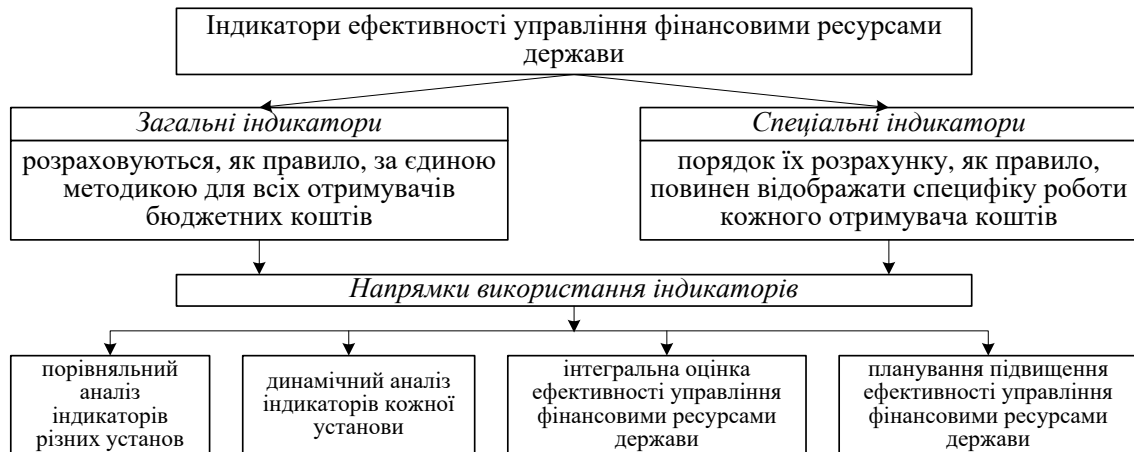 Індикатори ефективності управління фінансовими ресурсами
держави
Загальні індикатори
розраховуються, як правило, за єдиною
методикою для всіх отримувачів
бюджетних коштів
Спеціальні індикатори
порядок їх розрахунку, як правило,
повинен відображати специфіку роботи
кожного отримувача коштів
Напрямки використання індикаторів
порівняльний
аналіз
індикаторів
різних установ
динамічний аналіз
індикаторів кожної
установи
інтегральна оцінка
ефективності управління
фінансовими ресурсами
держави
планування підвищення
ефективності управління
фінансовими ресурсами
держави